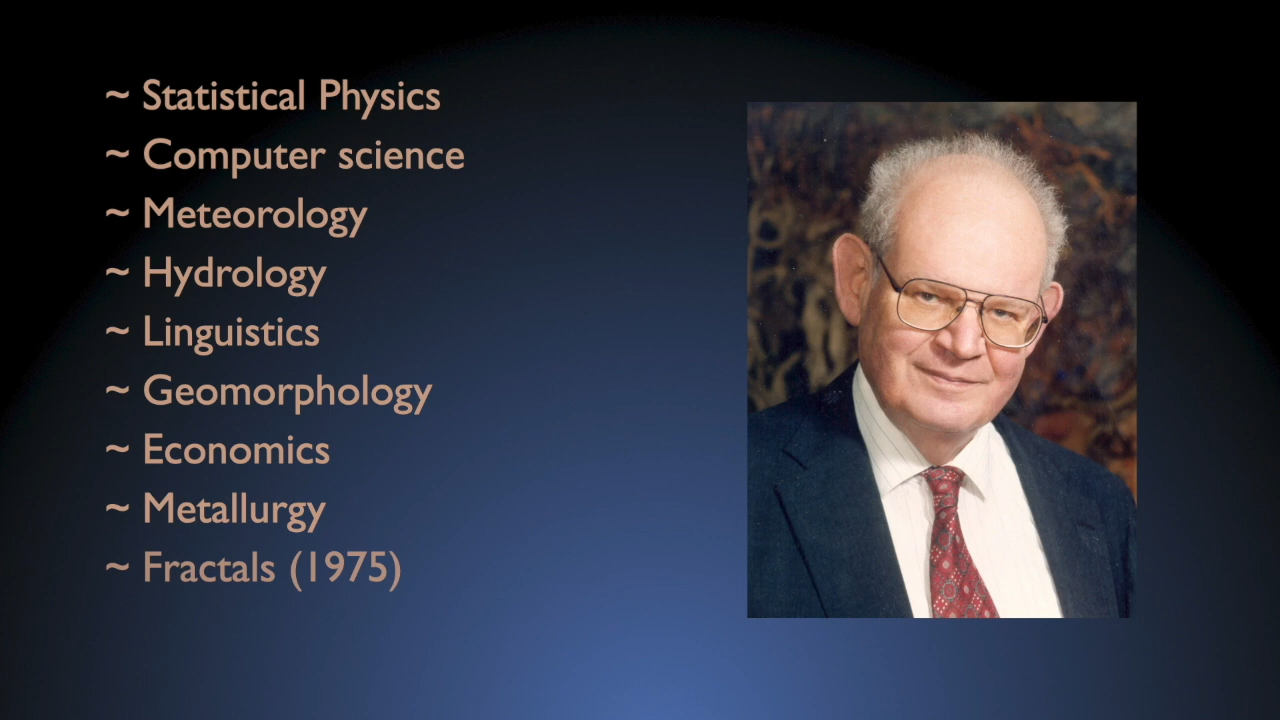 ~ Statistical Physics
~ Computer science
~ Meteorology
~ Hydrology
~ Linguistics
~ Geomorphology
~ Economics
~ Metallurgy
~ Fractals (1975)